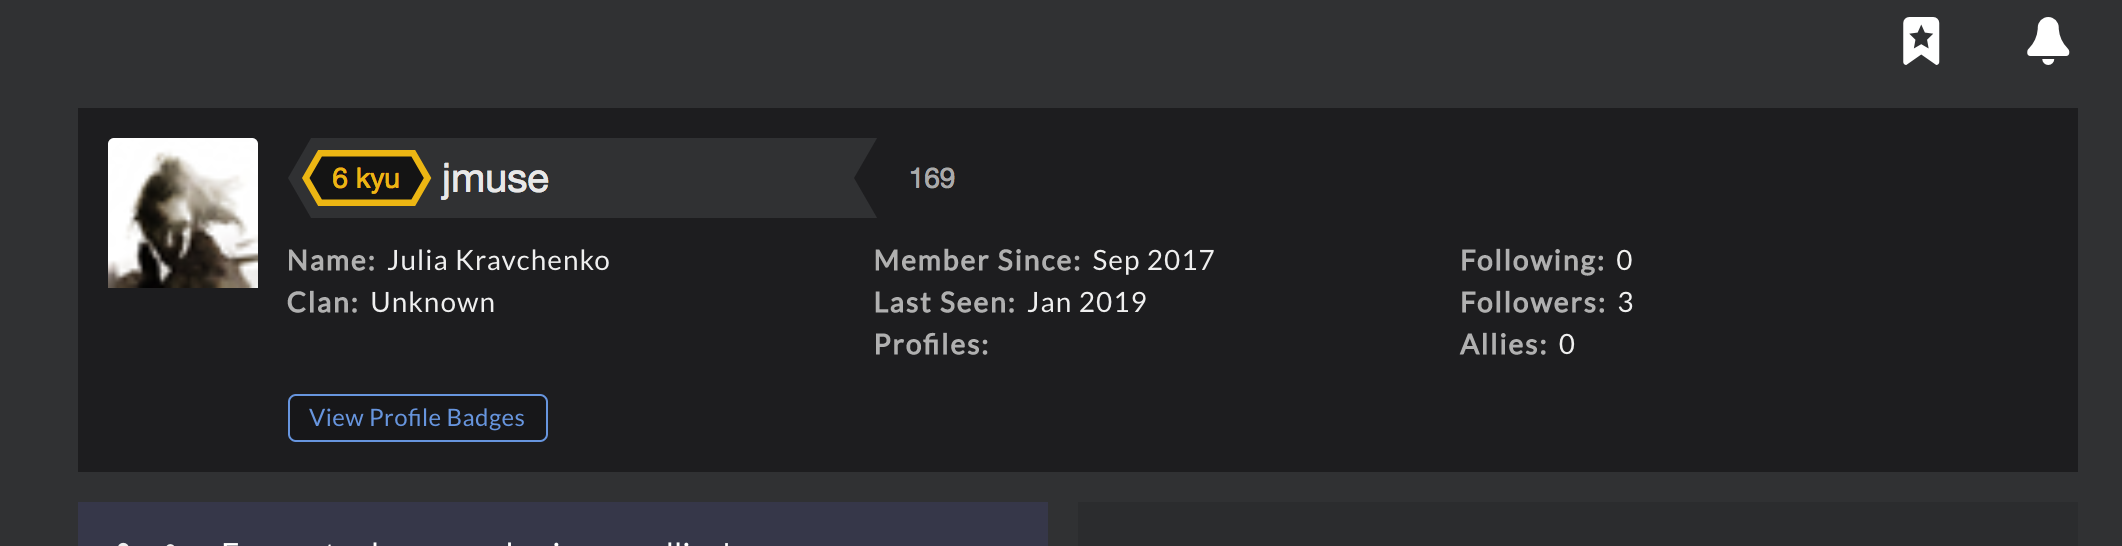 6 kyu jmuse 169
Name: Julia Kravchenko
Clan: Unknown
Member Since: Sep 2017
Last Seen: Jan 2019
Profiles:
Following: 0
Followers: 3
Allies: 0
View Profile Badges